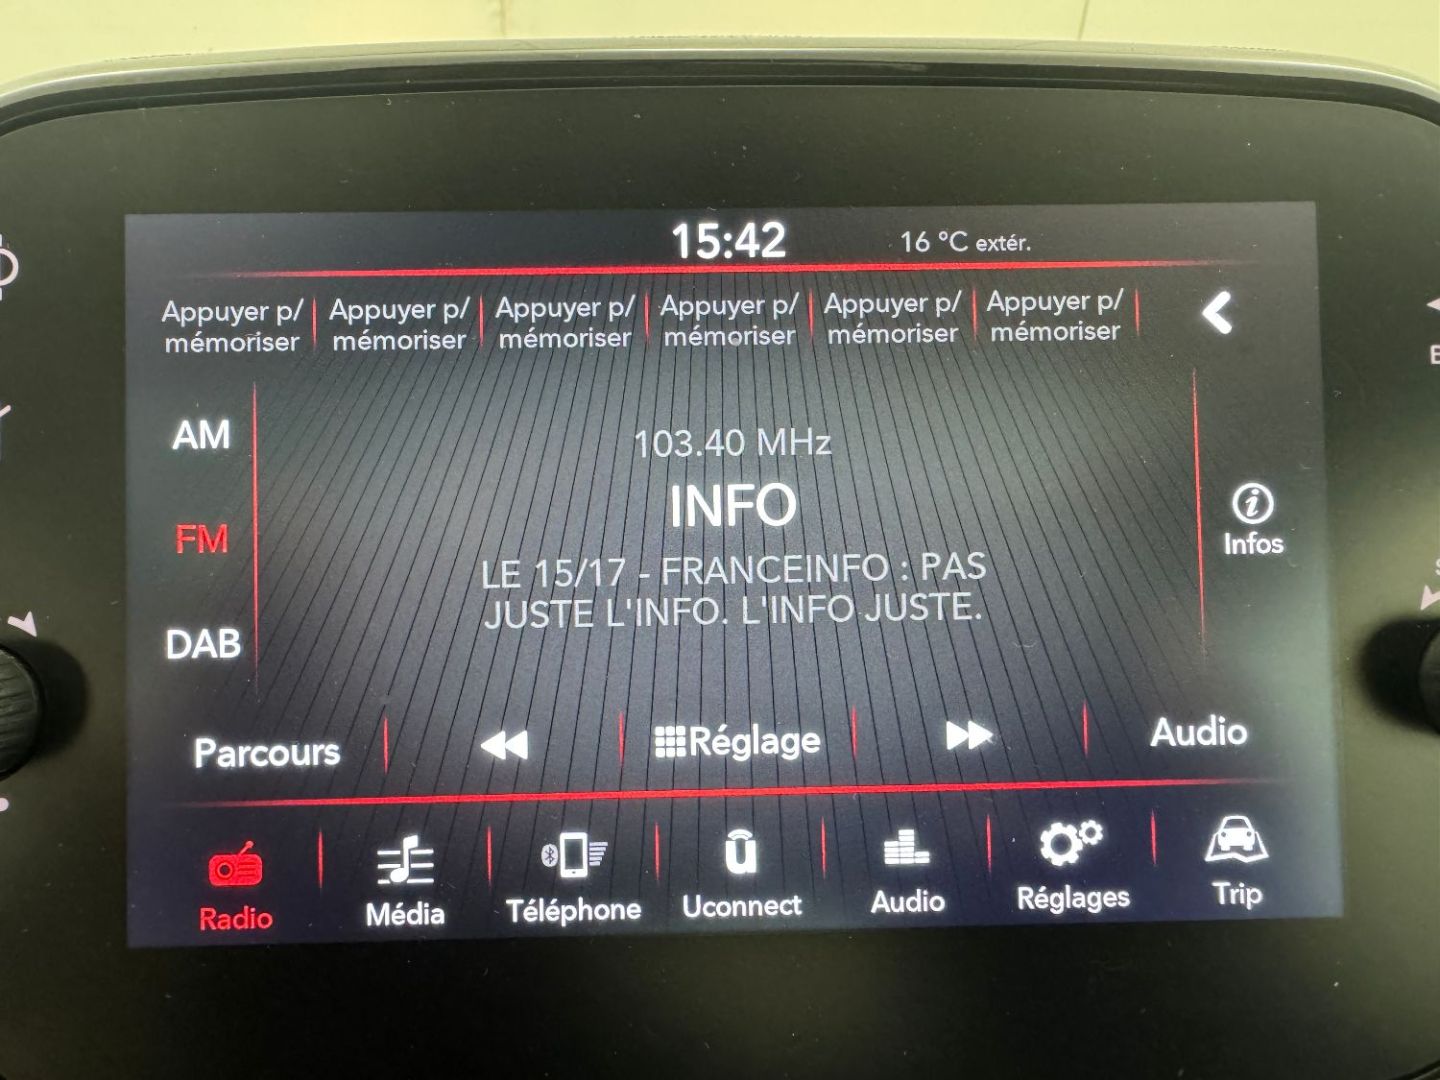 15:42
16 °C extér.
Appuyer p/ mémoriser
Appuyer p/ mémoriser
Appuyer p/ mémoriser
Appuyer p/ mémoriser
Appuyer p/ mémoriser
Appuyer p/ mémoriser
AM
103.40 MHz
INFO
Infos
FM
LE 15/17 - FRANCEINFO : PAS
JUSTE L'INFO. L'INFO JUSTE.
DAB
Parcours
Réglage
Audio
Radio
Média
Téléphone
Uconnect
Audio
Réglages
Trip